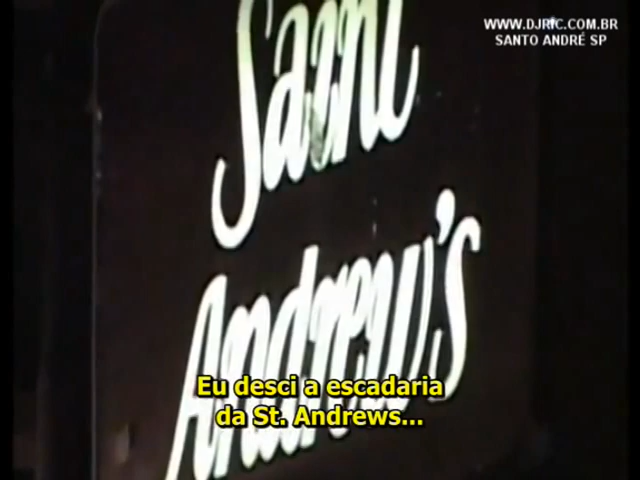 WWW.DJRIC.COM.BR
SANTO ANDRÉ SP
Saint
Andrew's
Eu desci a escadaria
da St. Andrews...